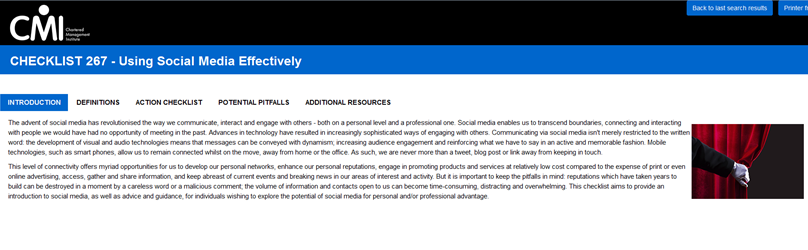 CMI
Chartered
Management
Institute
Back to last search results
Printer f
CHECKLIST 267 - Using Social Media Effectively
INTRODUCTION DEFINITIONS ACTION CHECKLIST POTENTIAL PITFALLS ADDITIONAL RESOURCES
The advent of social media has revolutionised the way we communicate, interact and engage with others - both on a personal level and a professional one. Social media enables us to transcend boundaries, connecting and interacting
with people we would have had no opportunity of meeting in the past. Advances in technology have resulted in increasingly sophisticated ways of engaging with others. Communicating via social media isn't merely restricted to the written
word: the development of visual and audio technologies means that messages can be conveyed with dynamism; increasing audience engagement and reinforcing what we have to say in an active and memorable fashion. Mobile
technologies, such as smart phones, allow us to remain connected whilst on the move, away from home or the office. As such, we are never more than a tweet, blog post or link away from keeping in touch.
This level of connectivity offers myriad opportunities for us to develop our personal networks, enhance our personal reputations, engage in promoting products and services at relatively low cost compared to the expense of print or even
online advertising, access, gather and share information, and keep abreast of current events and breaking news in our areas of interest and activity. But it is important to keep the pitfalls in mind: reputations which have taken years to
build can be destroyed in a moment by a careless word or a malicious comment; the volume of information and contacts open to us can become time-consuming, distracting and overwhelming. This checklist aims to provide an
introduction to social media, as well as advice and guidance, for individuals wishing to explore the potential of social media for personal and/or professional advantage.